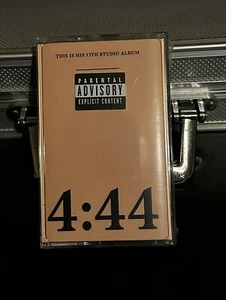 THIS IS HIS 13TH STUDIO ALBUM
PARENTAL
ADVISORY
EXPLICIT CONTENT
4:44